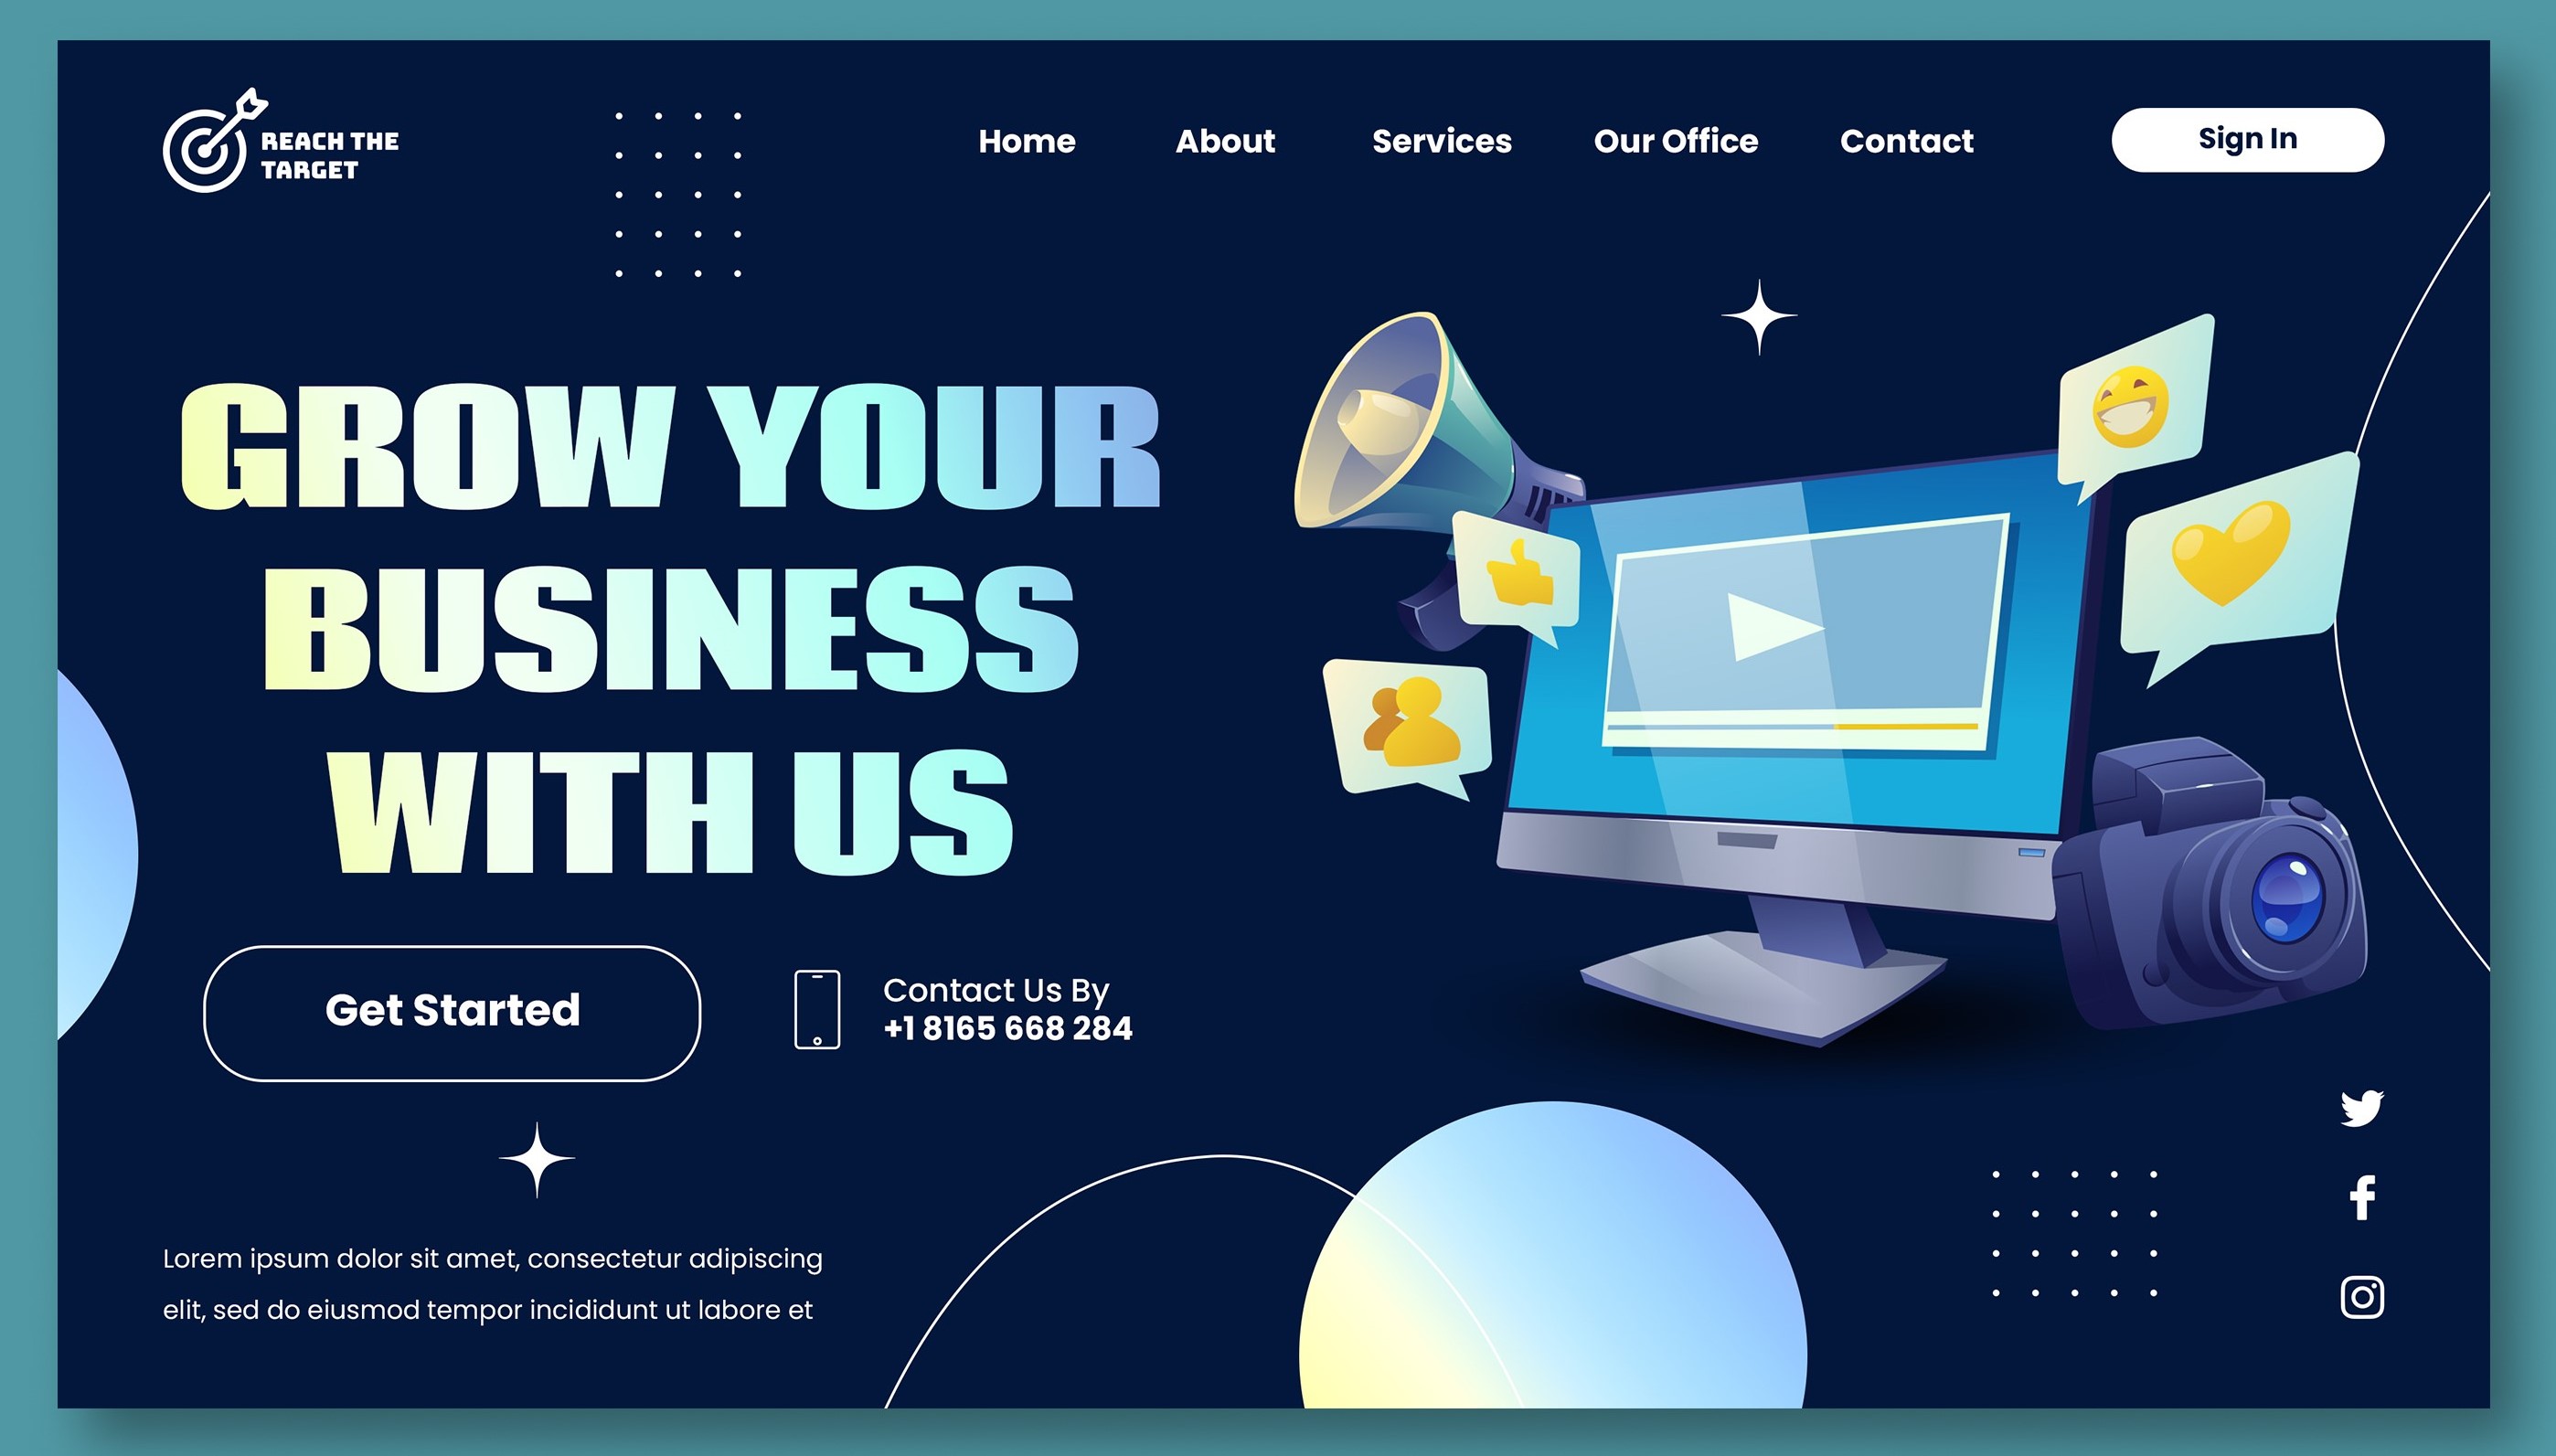 REACH THE
TARGET
Home About Services Our Office Contact Sign In
GROW YOUR
BUSINESS
WITH US
Get Started
Contact Us By
+1 8165 668 284
Lorem ipsum dolor sit amet, consectetur adipiscing
elit, sed do eiusmod tempor incididunt ut labore et